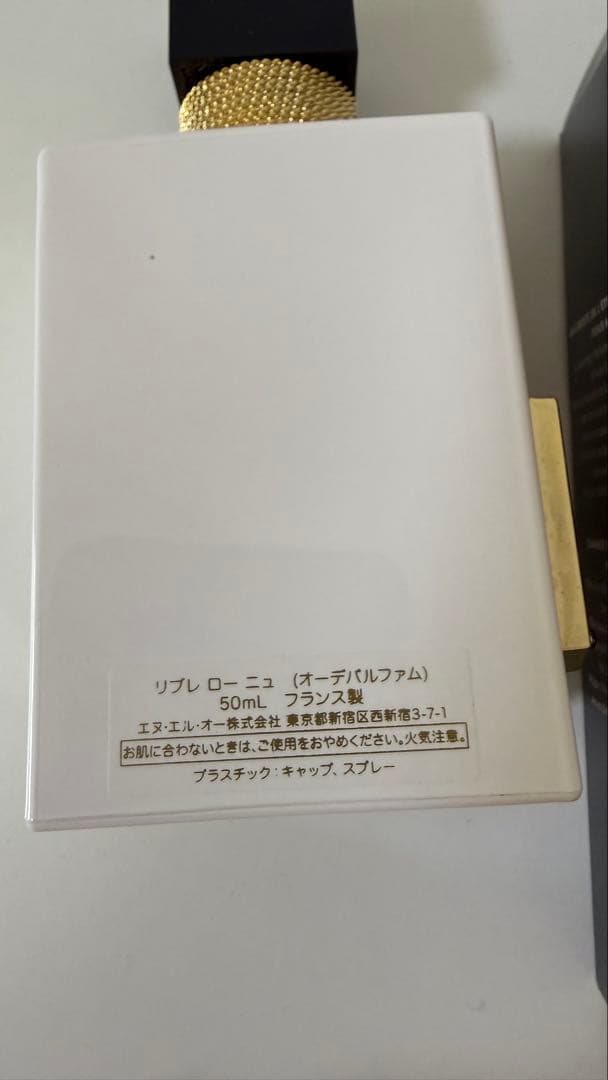 リブレ ロー ニュ (オーデパルファム)
50mL フランス製
エヌ・エル・オー株式会社 東京都新宿区西新宿3-7-1
お肌に合わないときは、ご使用をおやめください。火気注意。
プラスチック：キャップ、スプレー